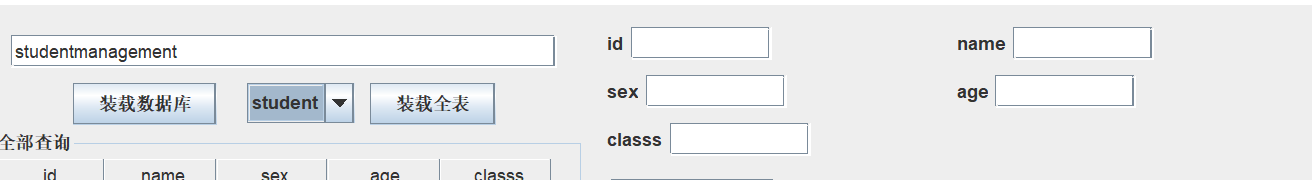 studentmanagement
装载数据库 student 装载全表
全部查询
id name sex age classs
id name
sex age
classs